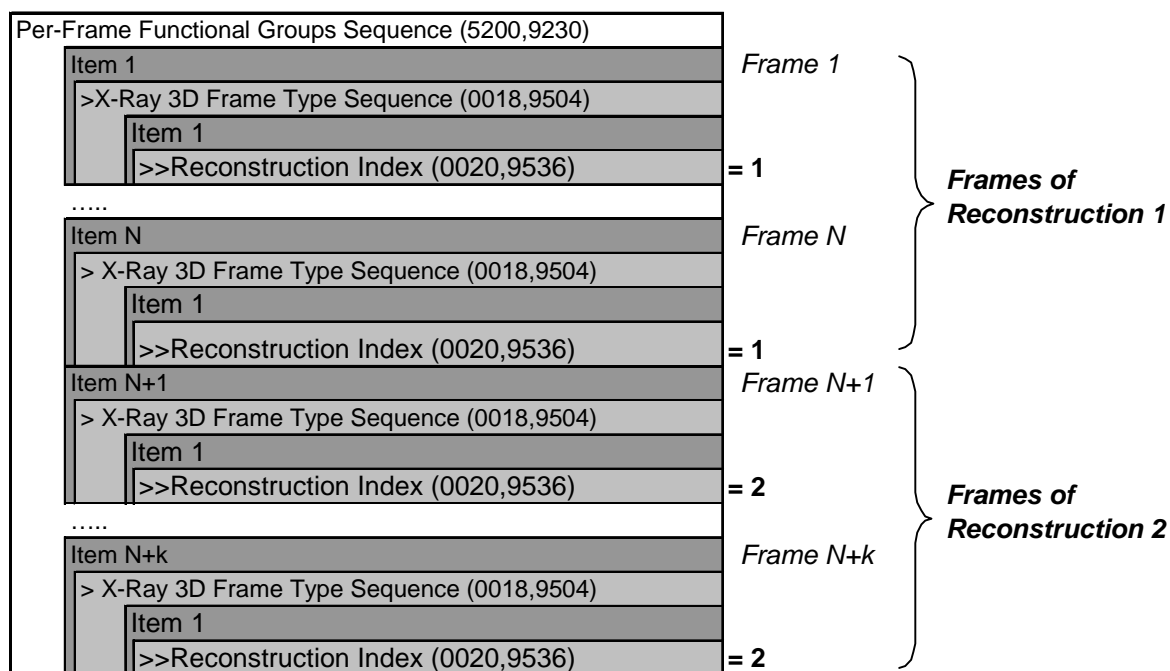 Per-Frame Functional Groups Sequence (5200,9230)
Item 1 Frame 1
>X-Ray 3D Frame Type Sequence (0018,9504)
Item 1
>>Reconstruction Index (0020,9536) = 1
Frames of
Reconstruction 1
…..
Item N Frame N
> X-Ray 3D Frame Type Sequence (0018,9504)
Item 1
>>Reconstruction Index (0020,9536) = 1
Item N+1 Frame N+1
> X-Ray 3D Frame Type Sequence (0018,9504)
Item 1
>>Reconstruction Index (0020,9536) = 2
Frames of
Reconstruction 2
…..
Item N+k Frame N+k
> X-Ray 3D Frame Type Sequence (0018,9504)
Item 1
>>Reconstruction Index (0020,9536) = 2